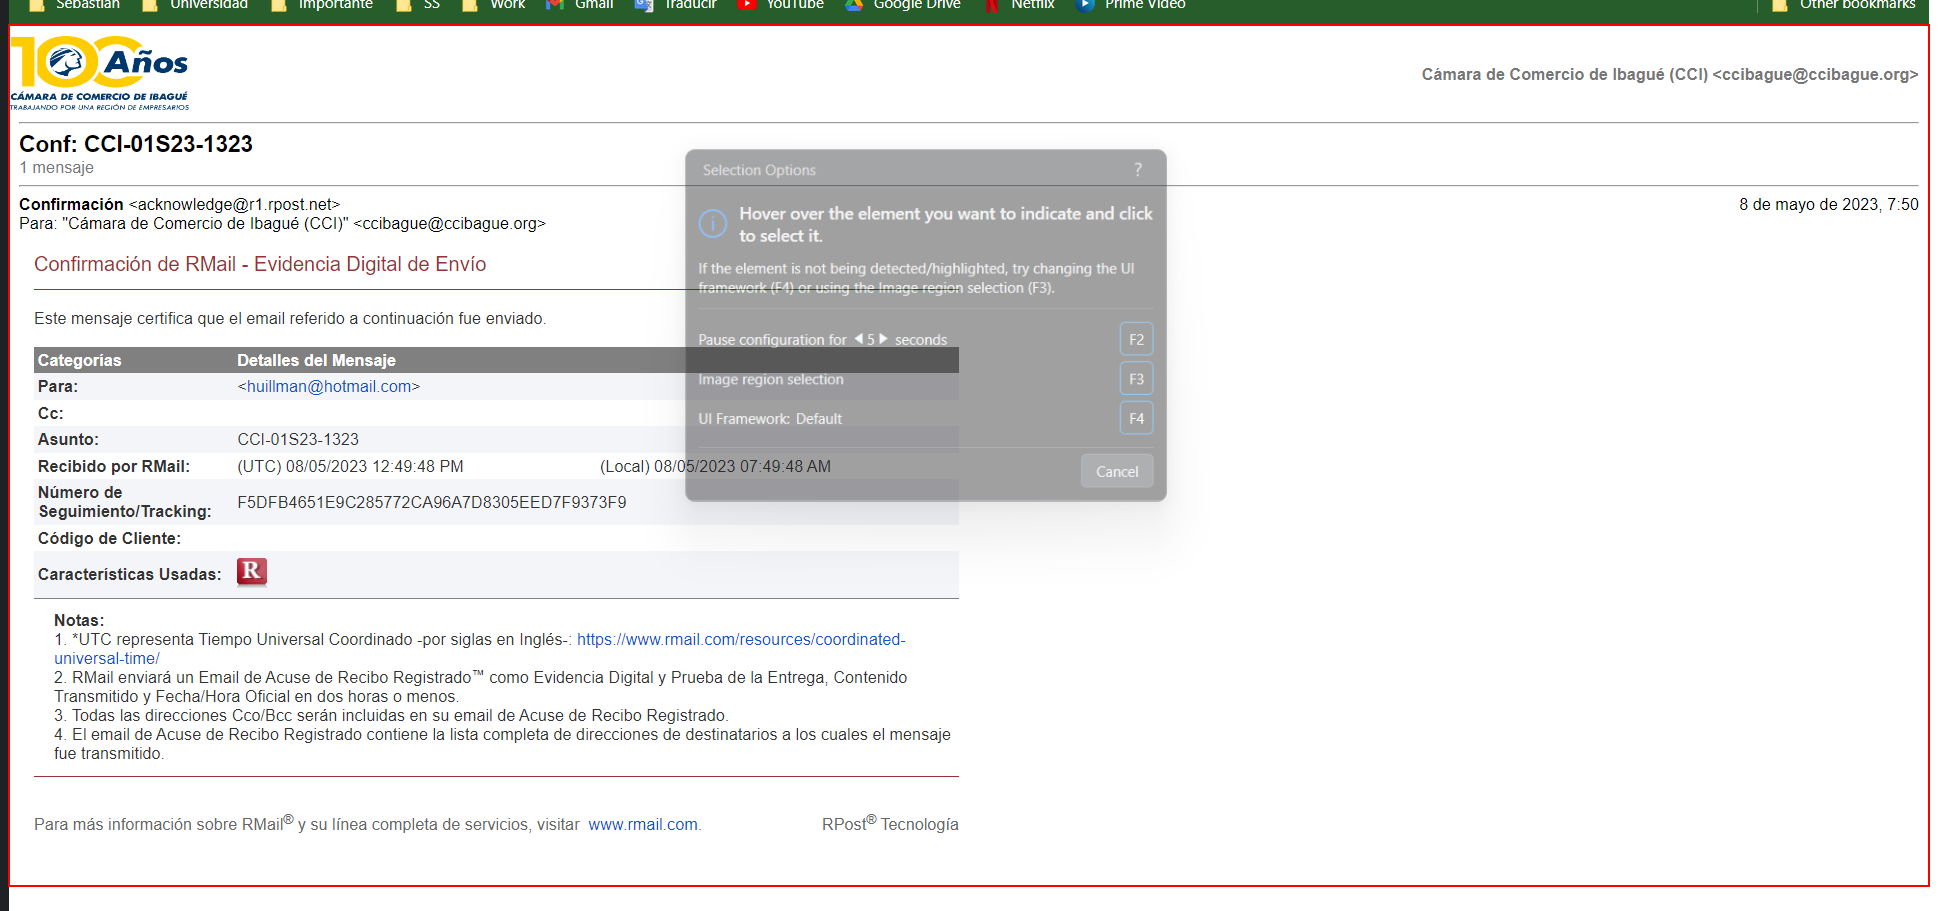 Sebastian Universidad Importante SS Work Gmail Traducir YouTube Google Drive Netflix Prime Video Other bookmarks
100 Años
CÁMARA DE COMERCIO DE IBAGUÉ
TRABAJANDO POR UNA REGIÓN DE EMPRESARIOS
Cámara de Comercio de Ibagué (CCI) <ccibague@ccibague.org>
Conf: CCI-01S23-1323
1 mensaje
Confirmación <acknowledge@r1.rpost.net>
8 de mayo de 2023, 7:50
Para: "Cámara de Comercio de Ibagué (CCI)" <ccibague@ccibague.org>
Confirmación de RMail - Evidencia Digital de Envío
Este mensaje certifica que el email referido a continuación fue enviado.
Categorías Detalles del Mensaje
Para: <huillman@hotmail.com>
Cc:
Asunto: CCI-01S23-1323
Recibido por RMail: (UTC) 08/05/2023 12:49:48 PM (Local) 08/05/2023 07:49:48 AM
Número de
Seguimiento/Tracking: F5DFB4651E9C285772CA96A7D8305EED7F9373F9
Código de Cliente:
Características Usadas: R
Notas:
1. *UTC representa Tiempo Universal Coordinado -por siglas en Inglés-: https://www.rmail.com/resources/coordinated-
universal-time/
2. RMail enviará un Email de Acuse de Recibo Registrado™ como Evidencia Digital y Prueba de la Entrega, Contenido
Transmitido y Fecha/Hora Oficial en dos horas o menos.
3. Todas las direcciones Cco/Bcc serán incluidas en su email de Acuse de Recibo Registrado.
4. El email de Acuse de Recibo Registrado contiene la lista completa de direcciones de destinatarios a los cuales el mensaje
fue transmitido.
Para más información sobre RMail® y su línea completa de servicios, visitar www.rmail.com. RPost® Tecnología
Selection Options ?
Hover over the element you want to indicate and click
to select it.
If the element is not being detected/highlighted, try changing the UI
framework (F4) or using the Image region selection (F3).
Pause configuration for 5 seconds F2
Image region selection F3
UI Framework: Default F4
Cancel